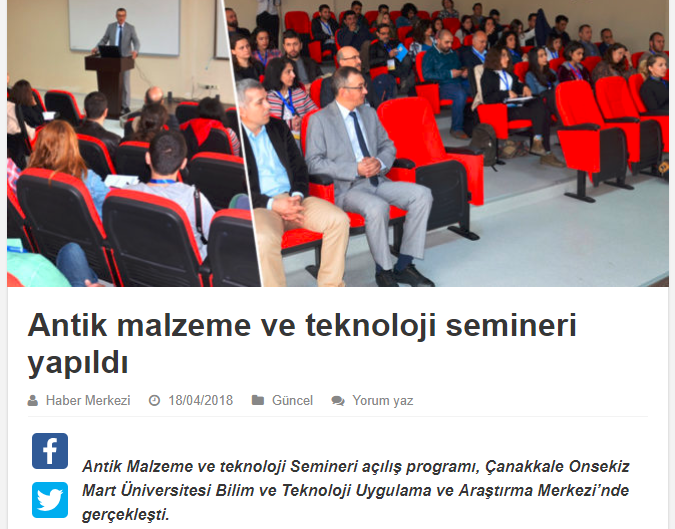 Antik malzeme ve teknoloji semineri
yapıldı
Haber Merkezi 18/04/2018 Güncel Yorum yaz
Antik Malzeme ve teknoloji Semineri açılış programı, Çanakkale Onsekiz
Mart Üniversitesi Bilim ve Teknoloji Uygulama ve Araştırma Merkezi’nde
gerçekleşti.